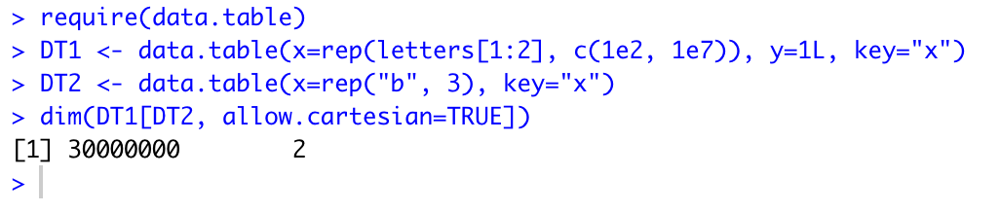 > require(data.table)
> DT1 <- data.table(x=rep(letters[1:2], c(1e2, 1e7)), y=1L, key="x")
> DT2 <- data.table(x=rep("b", 3), key="x")
> dim(DT1[DT2, allow.cartesian=TRUE])
[1] 30000000        2
>